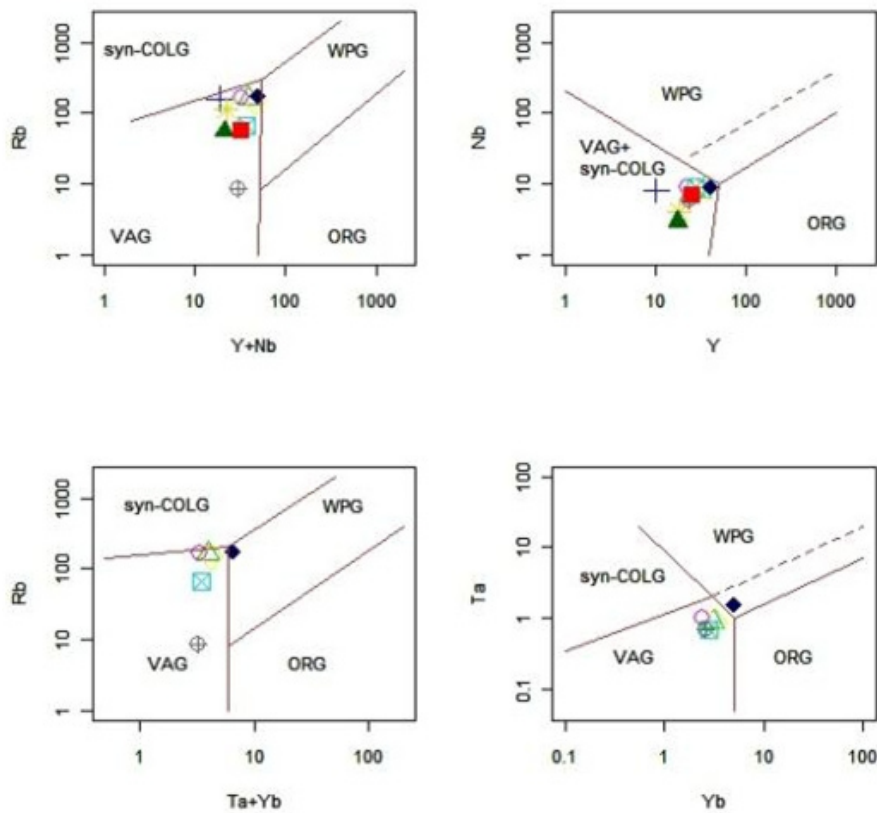 1000
100
10
1
Rb
syn-COLG
WPG
VAG
ORG
1 10 100 1000
Y+Nb
1000
100
10
1
Nb
WPG
VAG+
syn-COLG
ORG
1 10 100 1000
Y
1000
100
10
1
Rb
syn-COLG
WPG
VAG
ORG
1 10 100
Ta+Yb
100
10
1
0.1
Ta
WPG
syn-COLG
VAG
ORG
0.1 1 10 100
Yb